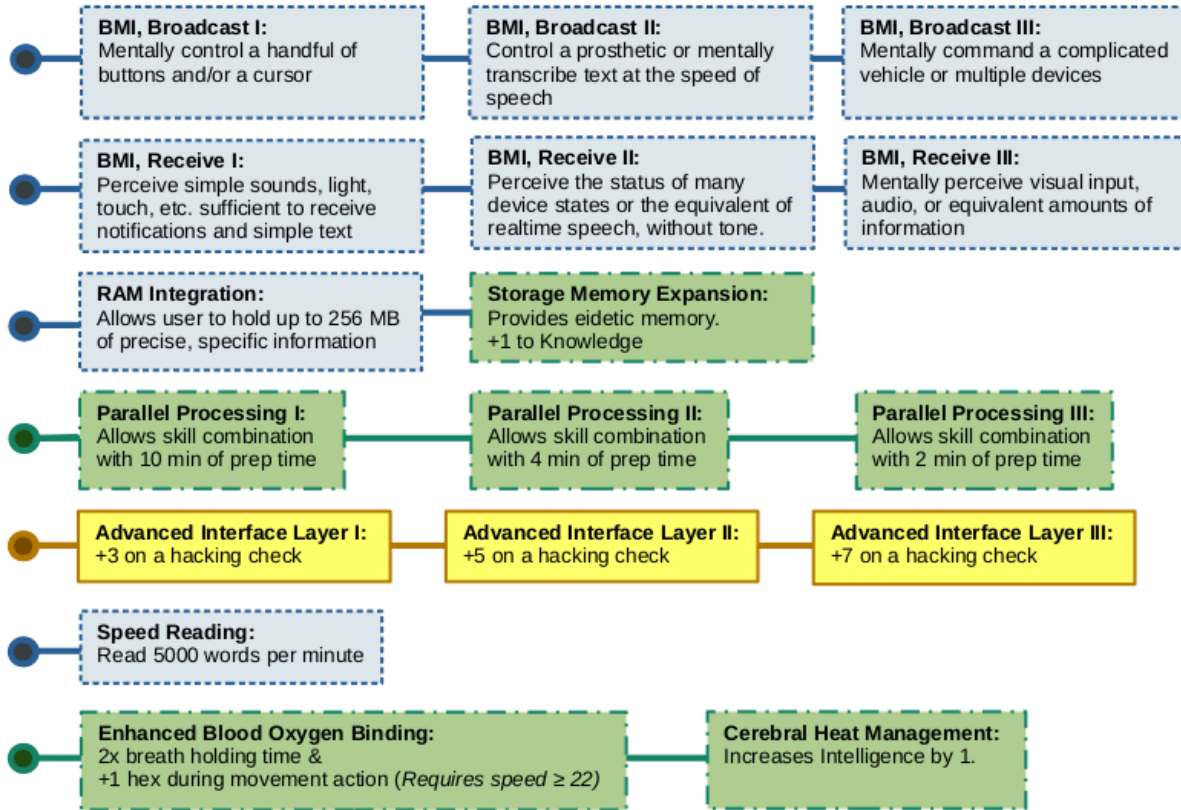 BMI, Broadcast I:
Mentally control a handful of
buttons and/or a cursor
BMI, Broadcast II:
Control a prosthetic or mentally
transcribe text at the speed of
speech
BMI, Broadcast III:
Mentally command a complicated
vehicle or multiple devices
BMI, Receive I:
Perceive simple sounds, light,
touch, etc. sufficient to receive
notifications and simple text
BMI, Receive II:
Perceive the status of many
device states or the equivalent of
realtime speech, without tone.
BMI, Receive III:
Mentally perceive visual input,
audio, or equivalent amounts of
information
RAM Integration:
Allows user to hold up to 256 MB
of precise, specific information
Storage Memory Expansion:
Provides eidetic memory.
+1 to Knowledge
Parallel Processing I:
Allows skill combination
with 10 min of prep time
Parallel Processing II:
Allows skill combination
with 4 min of prep time
Parallel Processing III:
Allows skill combination
with 2 min of prep time
Advanced Interface Layer I:
+3 on a hacking check
Advanced Interface Layer II:
+5 on a hacking check
Advanced Interface Layer III:
+7 on a hacking check
Speed Reading:
Read 5000 words per minute
Enhanced Blood Oxygen Binding:
2x breath holding time &
+1 hex during movement action (Requires speed ≥ 22)
Cerebral Heat Management:
Increases Intelligence by 1.